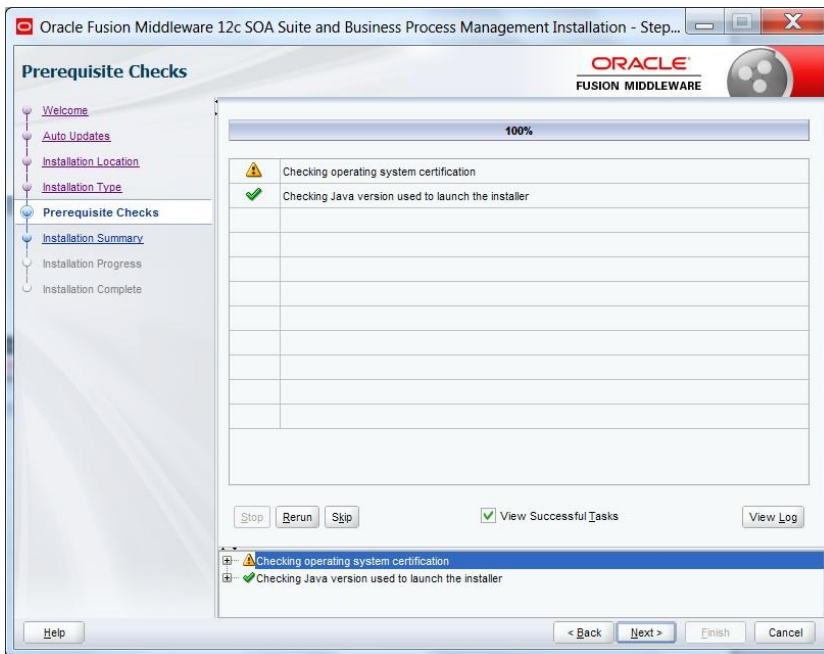 Oracle Fusion Middleware 12c SOA Suite and Business Process Management Installation - Step...
Prerequisite Checks
ORACLE
FUSION MIDDLEWARE
Welcome
Auto Updates
Installation Location
Installation Type
Prerequisite Checks
Installation Summary
Installation Progress
Installation Complete
100%
Checking operating system certification
Checking Java version used to launch the installer
Stop Rerun Skip View Successful Tasks View Log
Checking operating system certification
Checking Java version used to launch the installer
Help < Back Next > Finish Cancel